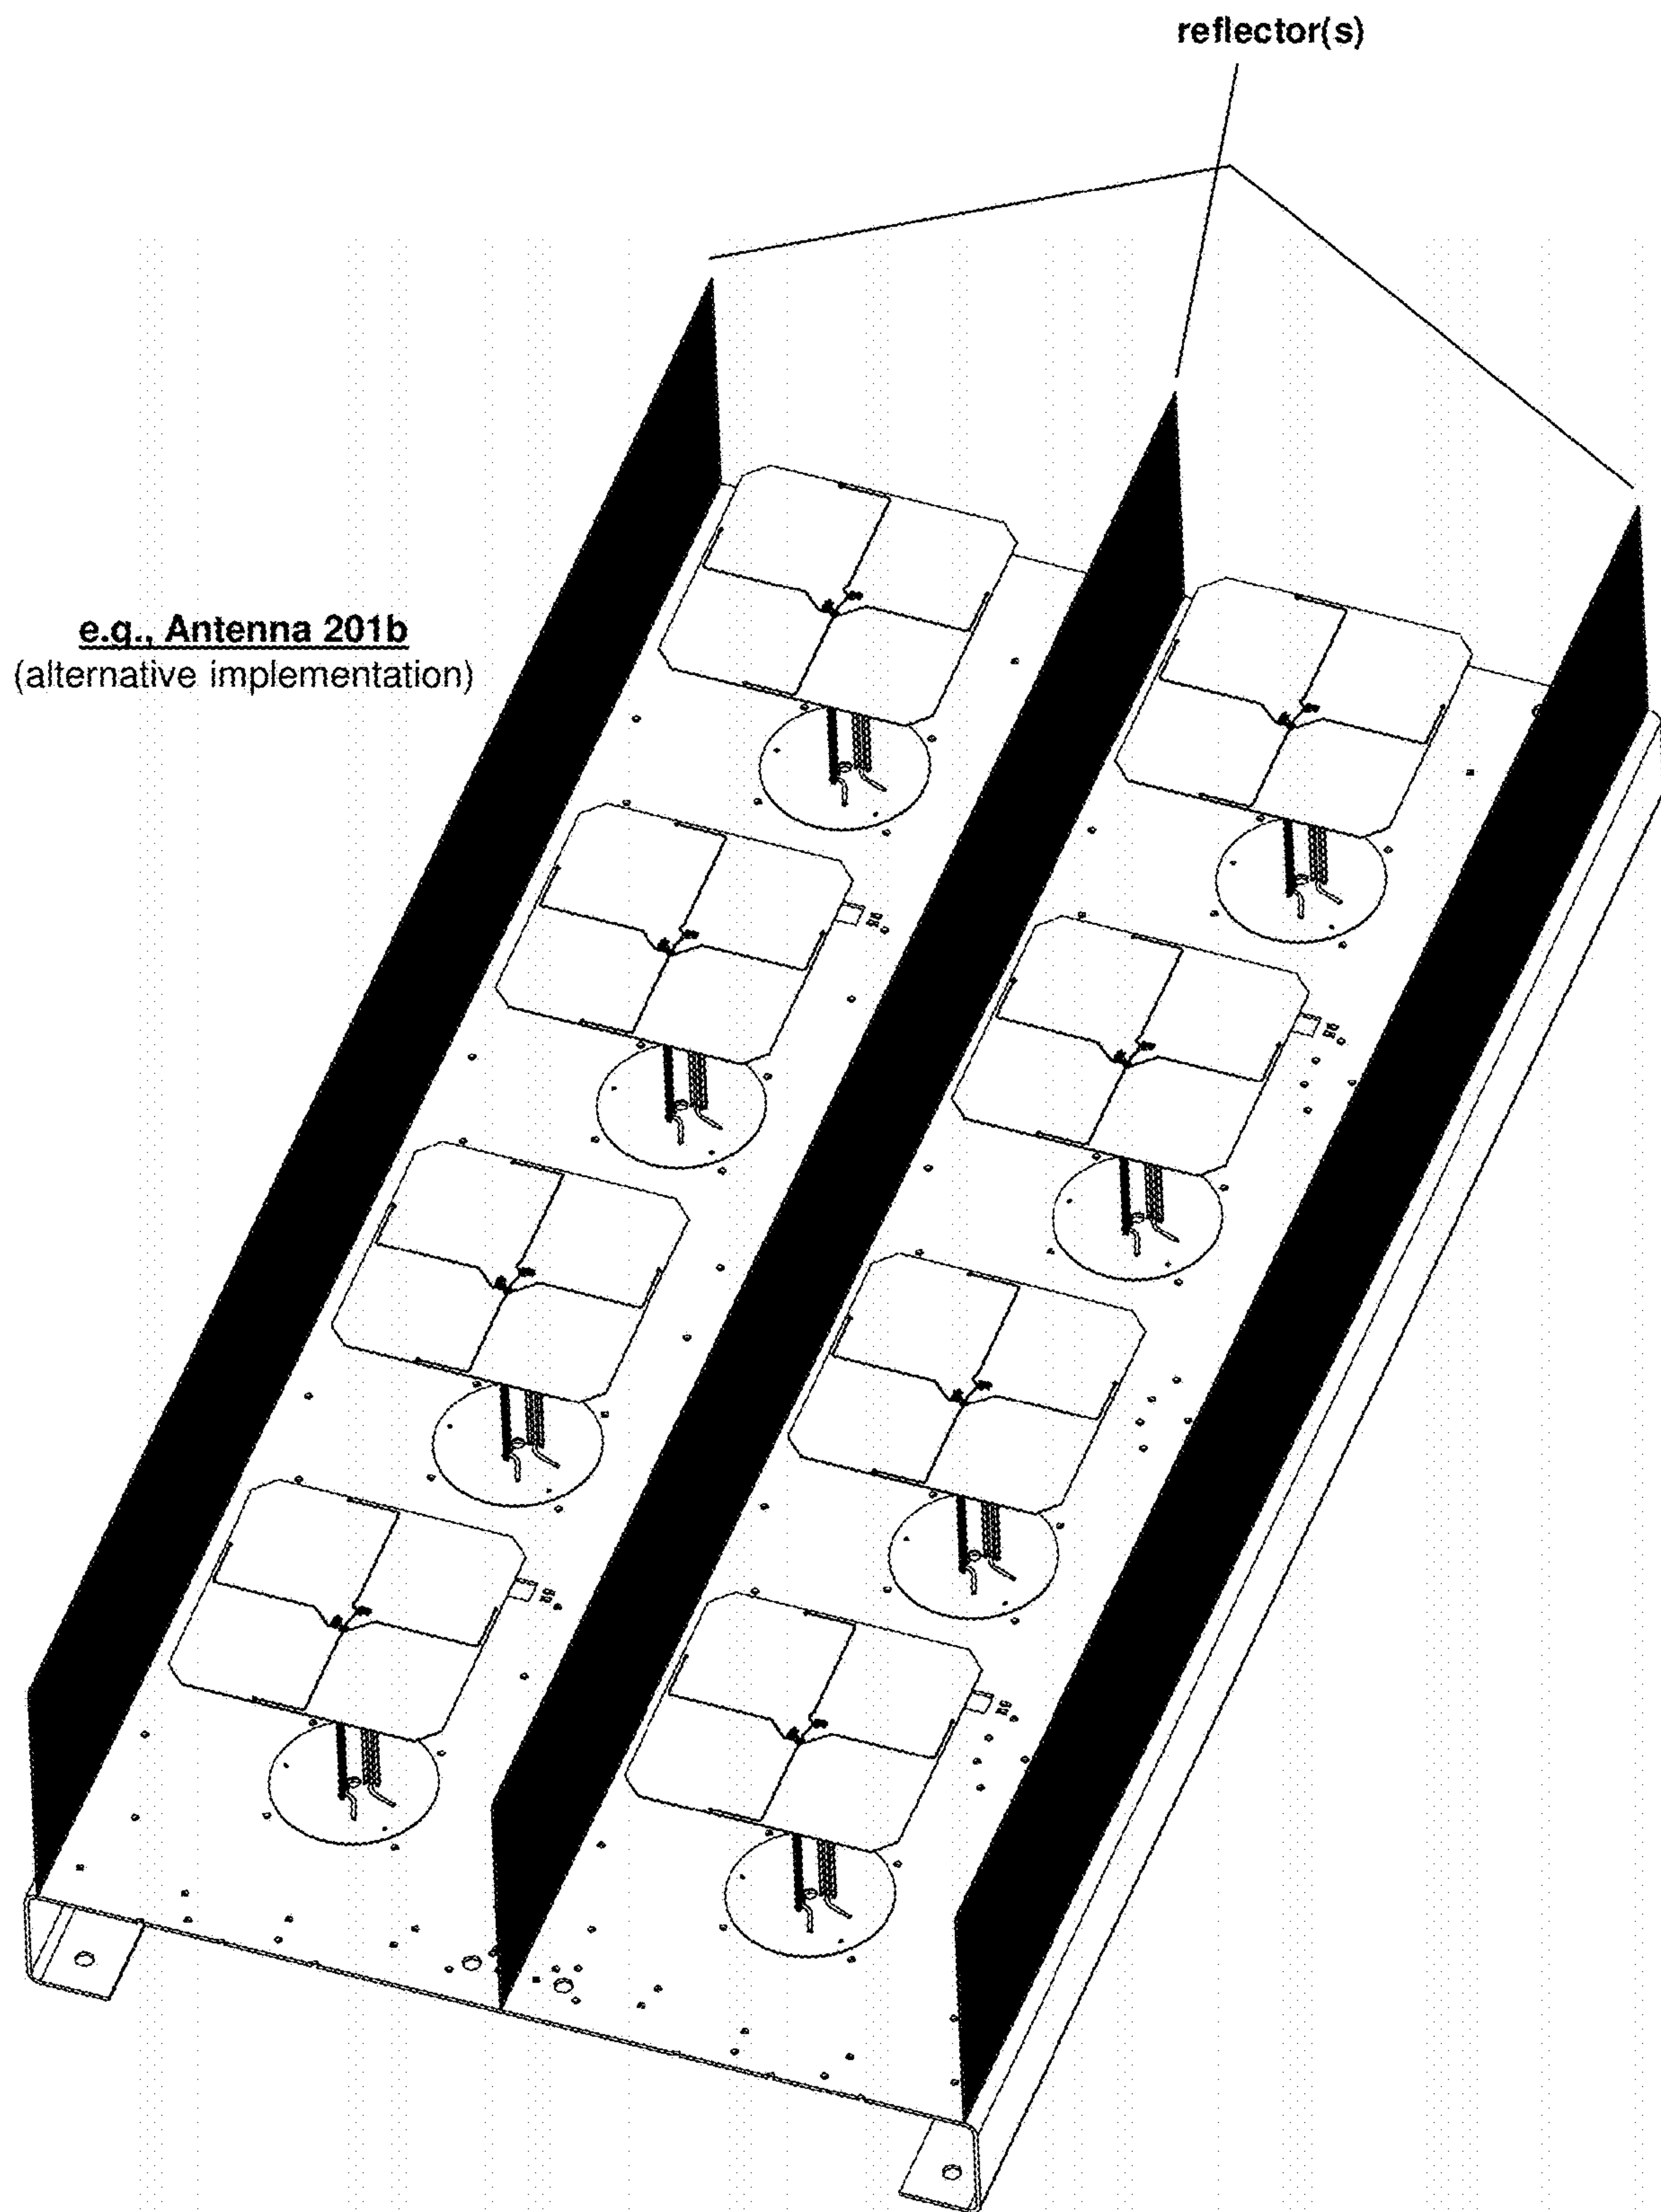 reflector(s)
e.g., Antenna 201b
(alternative implementation)